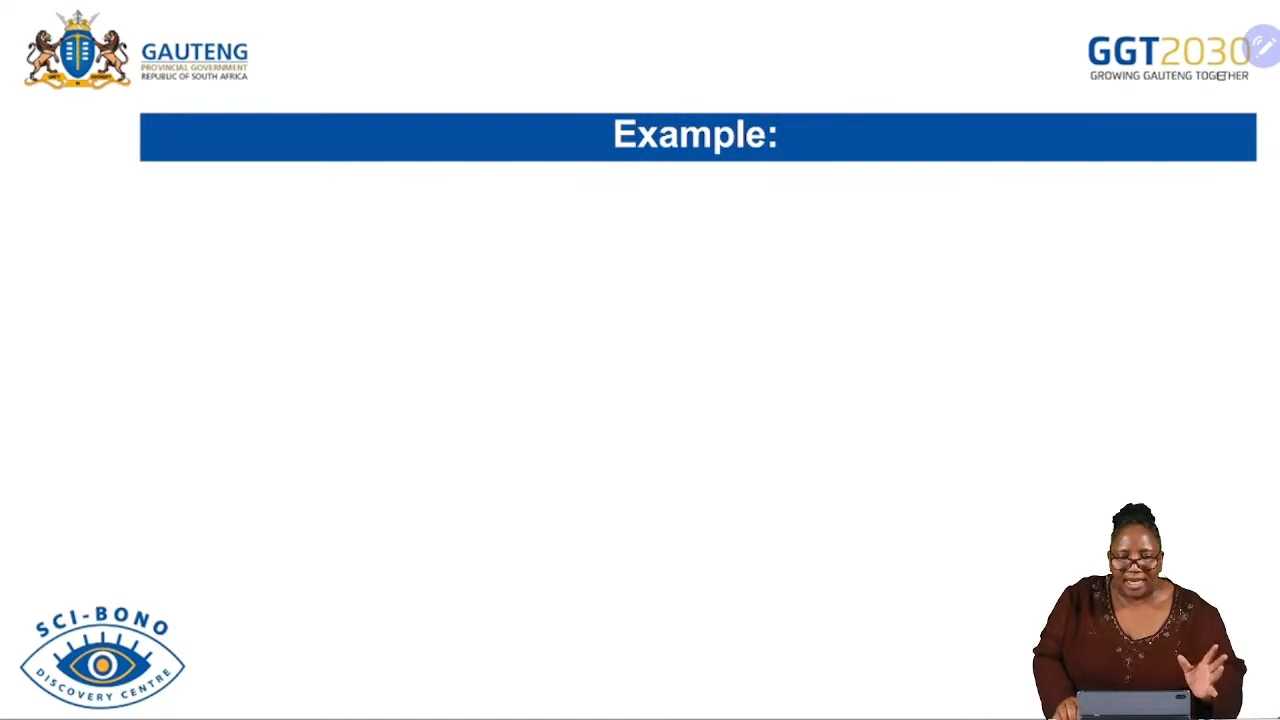 GAUTENG
PROVINCIAL GOVERNMENT
REPUBLIC OF SOUTH AFRICA
GGT2030
GROWING GAUTENG TOGETHER
Example:
SCI-BONO
DISCOVERY CENTRE